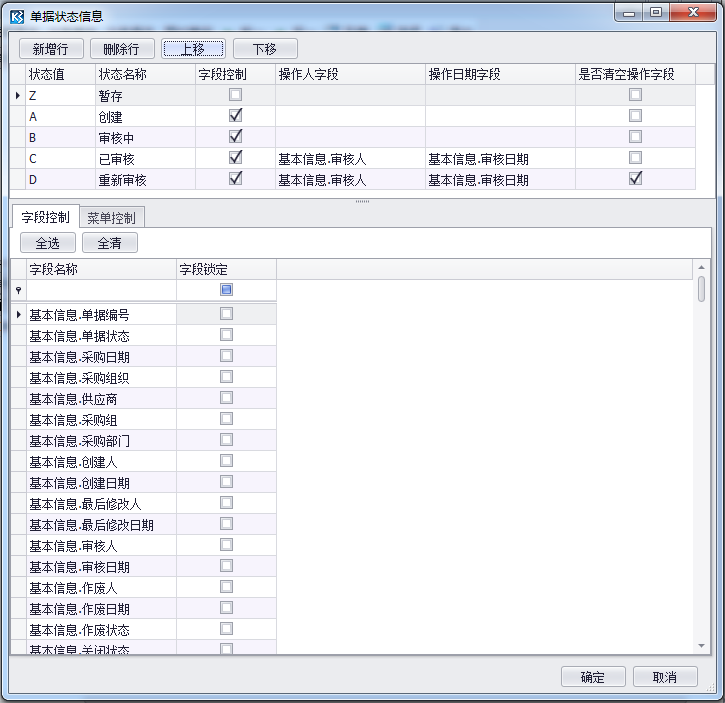 单据状态信息
新增行 删除行 上移 下移
状态值 状态名称 字段控制 操作人字段 操作日期字段 是否清空操作字段
Z 暂存
A 创建
B 审核中
C 已审核 基本信息.审核人 基本信息.审核日期
D 重新审核 基本信息.审核人 基本信息.审核日期
字段控制 菜单控制
全选 全清
字段名称 字段锁定
基本信息.单据编号
基本信息.单据状态
基本信息.采购日期
基本信息.采购组织
基本信息.供应商
基本信息.采购组
基本信息.采购部门
基本信息.创建人
基本信息.创建日期
基本信息.最后修改人
基本信息.最后修改日期
基本信息.审核人
基本信息.审核日期
基本信息.作废人
基本信息.作废日期
基本信息.作废状态
基本信息.关闭状态
确定 取消